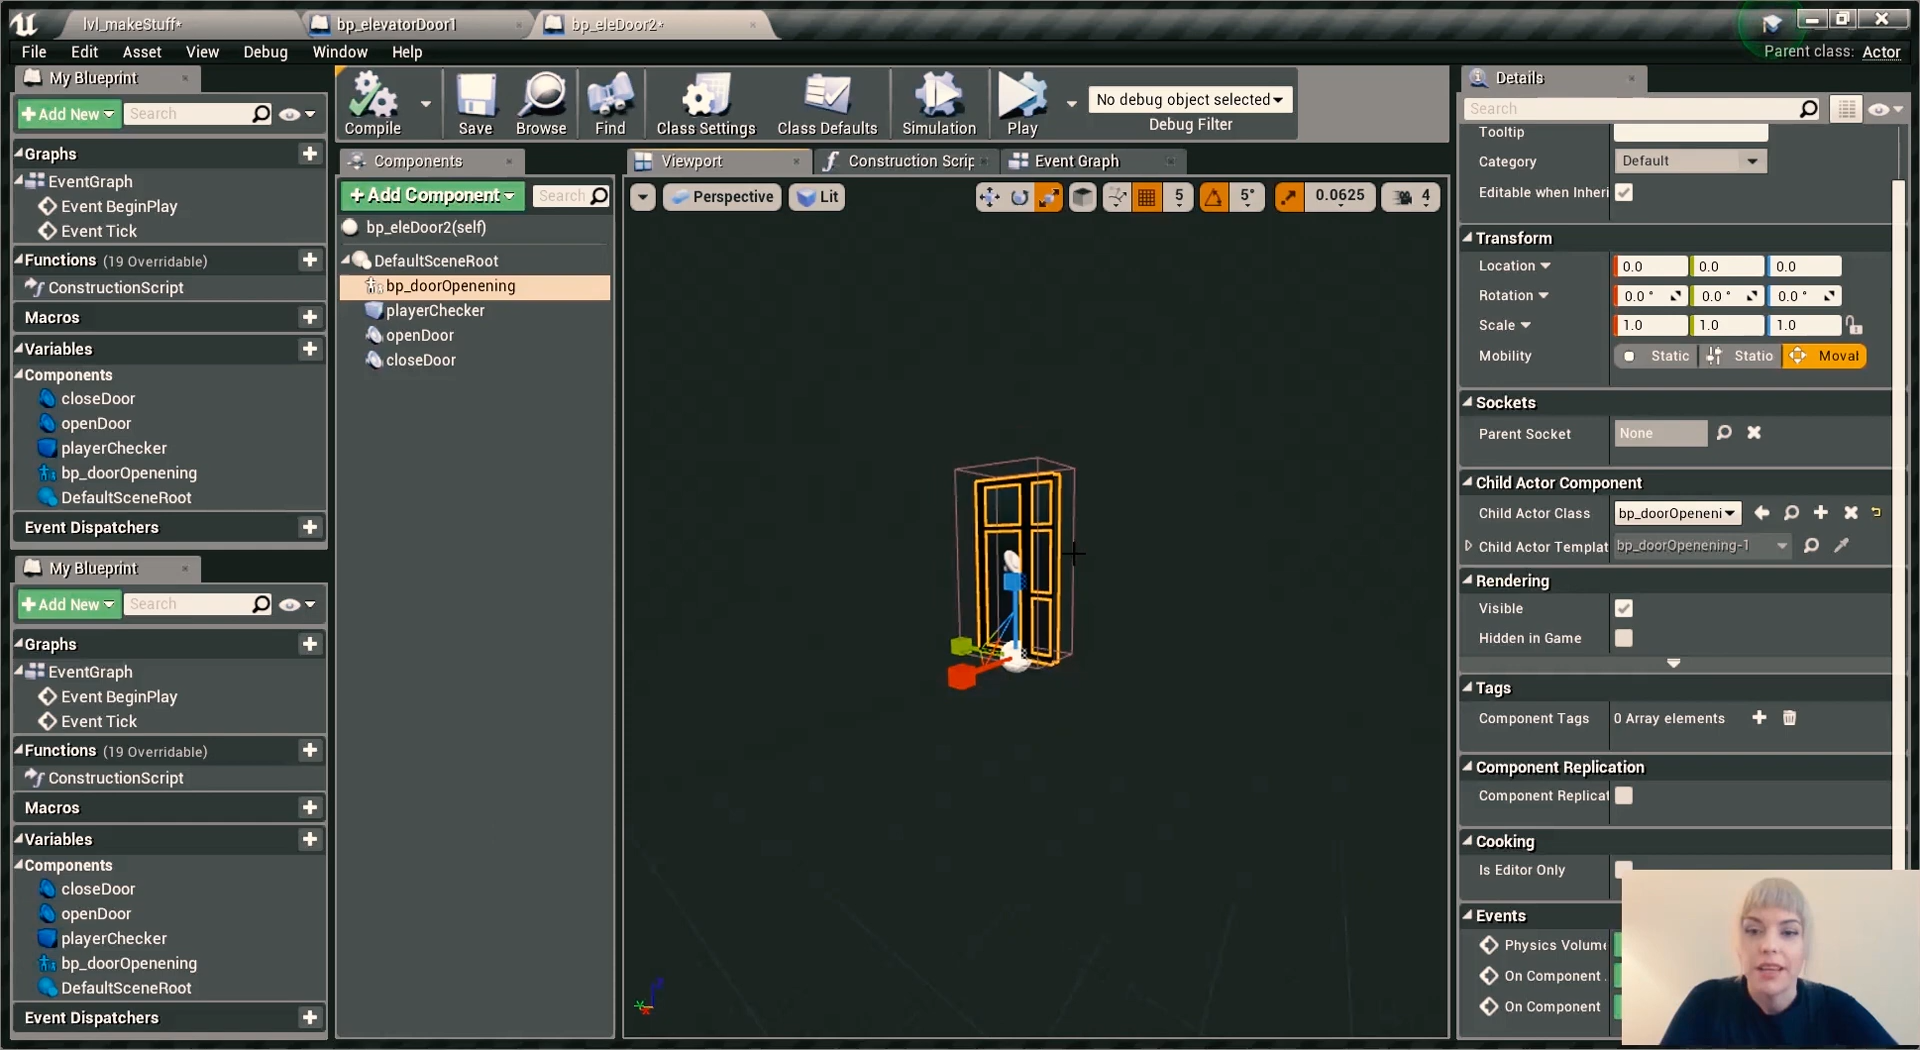 lvl_makeStuff*
bp_elevatorDoor1
bp_eleDoor2*
File Edit Asset View Debug Window Help
Parent class: Actor
My Blueprint
Add New Search
Graphs
EventGraph
Event BeginPlay
Event Tick
Functions (19 Overridable)
ConstructionScript
Macros
Variables
Components
closeDoor
openDoor
playerChecker
bp_doorOpenening
DefaultSceneRoot
Event Dispatchers
My Blueprint
Add New Search
Graphs
EventGraph
Event BeginPlay
Event Tick
Functions (19 Overridable)
ConstructionScript
Macros
Variables
Components
closeDoor
openDoor
playerChecker
bp_doorOpenening
DefaultSceneRoot
Event Dispatchers
Compile
Save
Browse
Find
Class Settings
Class Defaults
Simulation
Play
No debug object selected
Debug Filter
Components
+ Add Component Search
bp_eleDoor2(self)
DefaultSceneRoot
bp_doorOpenening
playerChecker
openDoor
closeDoor
Viewport
Construction Scrip
Event Graph
Perspective
Lit
5
5°
0.0625
4
Details
Search
Tooltip
Category Default
Editable when Inheri
Transform
Location 0.0 0.0 0.0
Rotation 0.0 ° 0.0 ° 0.0 °
Scale 1.0 1.0 1.0
Mobility Static Statio Moval
Sockets
Parent Socket None
Child Actor Component
Child Actor Class bp_doorOpeneni
Child Actor Templat bp_doorOpenening-1
Rendering
Visible
Hidden in Game
Tags
Component Tags 0 Array elements
Component Replication
Component Replicat
Cooking
Is Editor Only
Events
Physics Volume
On Component
On Component